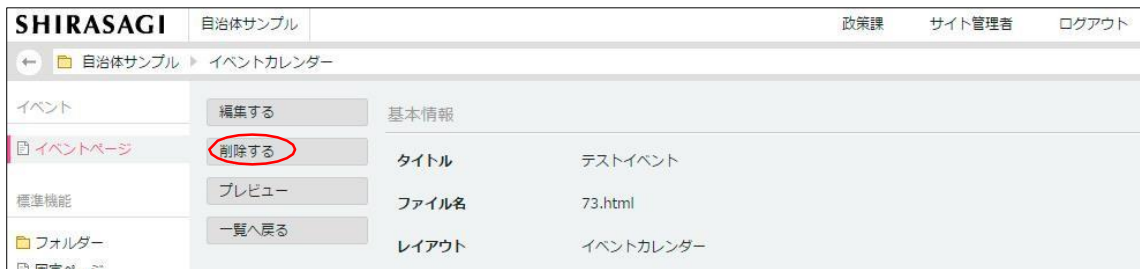 SHIRASAGI 自治体サンプル 政策課 サイト管理者 ログアウト
自治体サンプル イベントカレンダー
イベント
イベントページ
標準機能
フォルダー
編集する
削除する
プレビュー
一覧へ戻る
基本情報
タイトル テストイベント
ファイル名 73.html
レイアウト イベントカレンダー